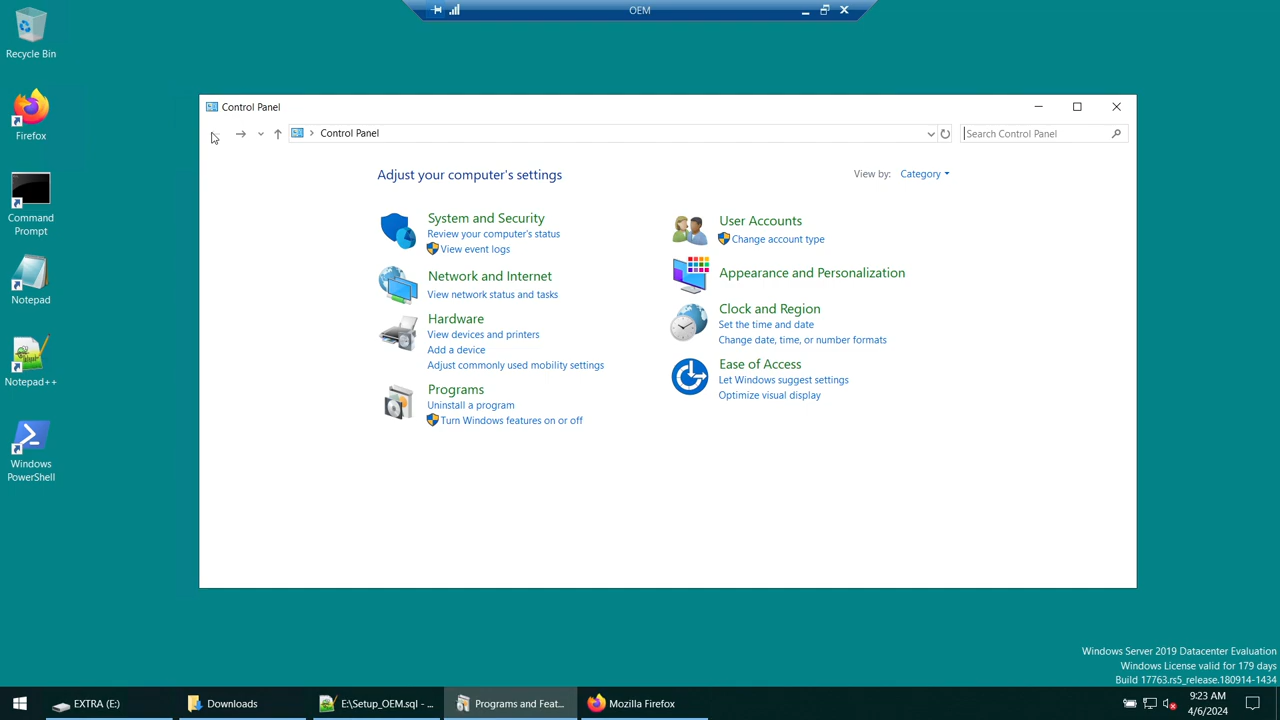 OEM
Recycle Bin
Firefox
Command
Prompt
Notepad
Notepad++
Windows
PowerShell
Control Panel
Control Panel
Search Control Panel
Adjust your computer's settings
View by: Category
System and Security
Review your computer's status
View event logs
Network and Internet
View network status and tasks
Hardware
View devices and printers
Add a device
Adjust commonly used mobility settings
Programs
Uninstall a program
Turn Windows features on or off
User Accounts
Change account type
Appearance and Personalization
Clock and Region
Set the time and date
Change date, time, or number formats
Ease of Access
Let Windows suggest settings
Optimize visual display
Windows Server 2019 Datacenter Evaluation
Windows License valid for 179 days
Build 17763.rs5_release.180914-1434
EXTRA (E:)
Downloads
E:\Setup_OEM.sql - ...
Programs and Feat...
Mozilla Firefox
9:23 AM
4/6/2024